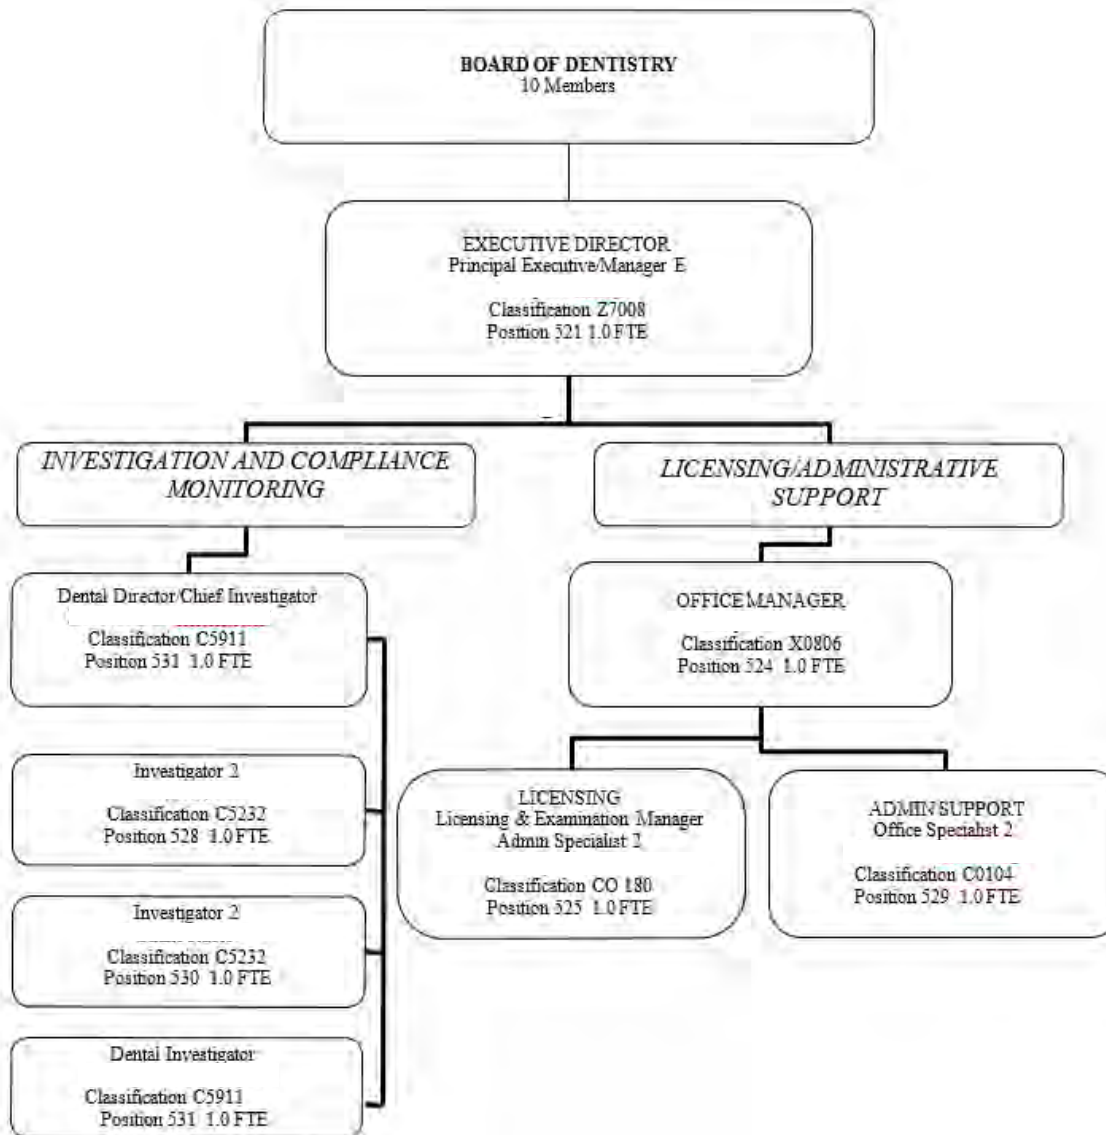 BOARD OF DENTISTRY
10 Members
EXECUTIVE DIRECTOR
Principal Executive/Manager E
Classification Z7008
Position 521 1.0 FTE
INVESTIGATION AND COMPLIANCE
MONITORING
LICENSING/ADMINISTRATIVE
SUPPORT
Dental Director/Chief Investigator
Classification C5911
Position 531 1.0 FTE
Investigator 2
Classification C5232
Position 528 1.0 FTE
Investigator 2
Classification C5232
Position 530 1.0 FTE
Dental Investigator
Classification C5911
Position 531 1.0 FTE
OFFICE MANAGER
Classification X0806
Position 524 1.0 FTE
LICENSING
Licensing & Examination Manager
Admin Specialist 2
Classification CO 180
Position 525 1.0 FTE
ADMIN SUPPORT
Office Specialist 2
Classification C0104
Position 529 1.0 FTE